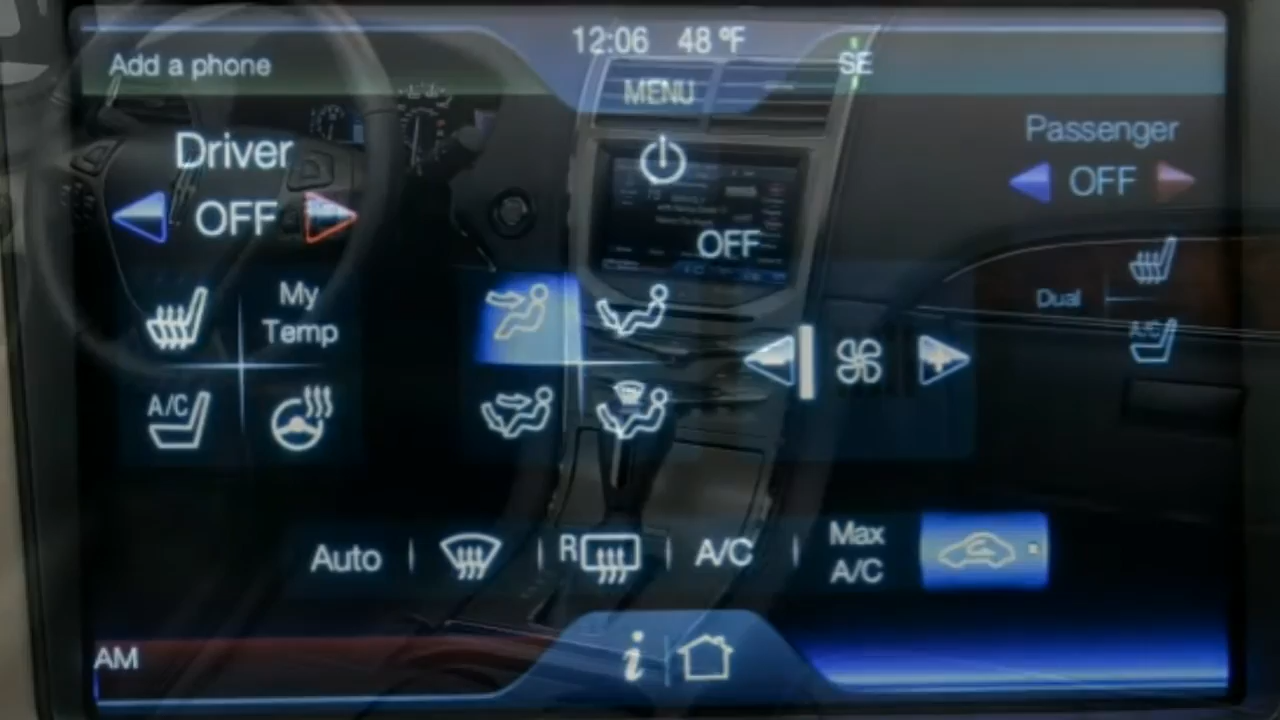 12:06 48 °F
Add a phone
SE
MENU
Driver
Passenger
OFF
OFF
OFF
My
Temp
Dual
A/C
A/C
Auto
R
A/C
Max
A/C
i
AM